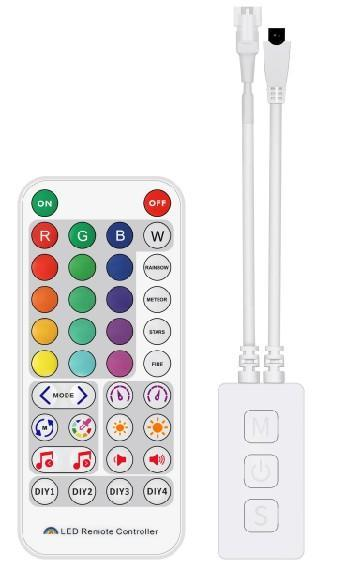 ON OFF
R G B W
RAINBOW
METEOR
STARS
FIRE
MODE
M
DIY1 DIY2 DIY3 DIY4
LED Remote Controller
M
S